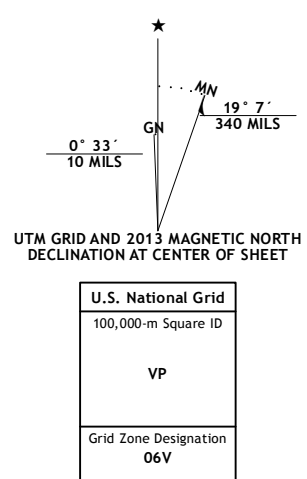 ★
MN
GN
19° 7´
340 MILS
0° 33´
10 MILS
UTM GRID AND 2013 MAGNETIC NORTH
DECLINATION AT CENTER OF SHEET
U.S. National Grid
100,000-m Square ID
VP
Grid Zone Designation
06V